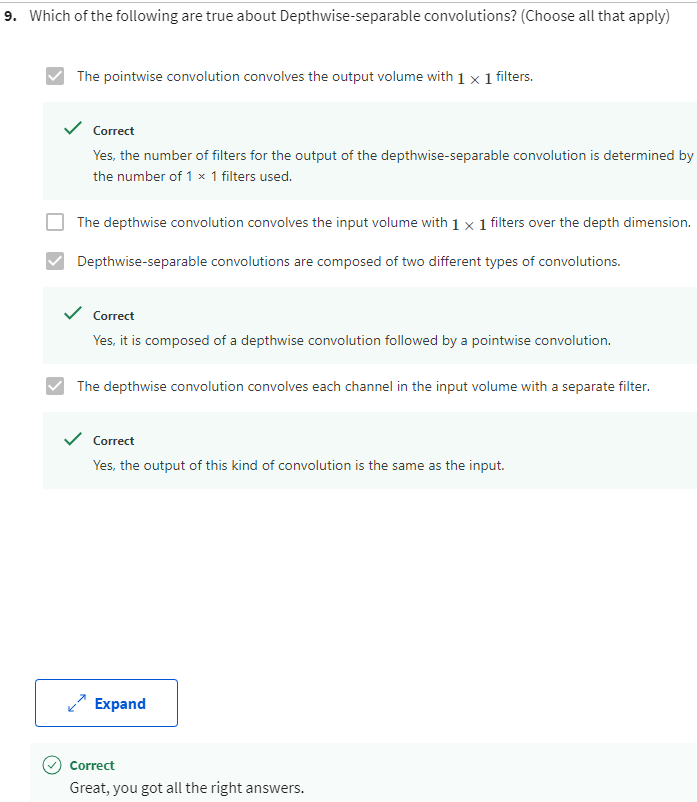 9. Which of the following are true about Depthwise-separable convolutions? (Choose all that apply)
The pointwise convolution convolves the output volume with 1 × 1 filters.
Correct
Yes, the number of filters for the output of the depthwise-separable convolution is determined by
the number of 1 × 1 filters used.
The depthwise convolution convolves the input volume with 1 × 1 filters over the depth dimension.
Depthwise-separable convolutions are composed of two different types of convolutions.
Correct
Yes, it is composed of a depthwise convolution followed by a pointwise convolution.
The depthwise convolution convolves each channel in the input volume with a separate filter.
Correct
Yes, the output of this kind of convolution is the same as the input.
Expand
Correct
Great, you got all the right answers.